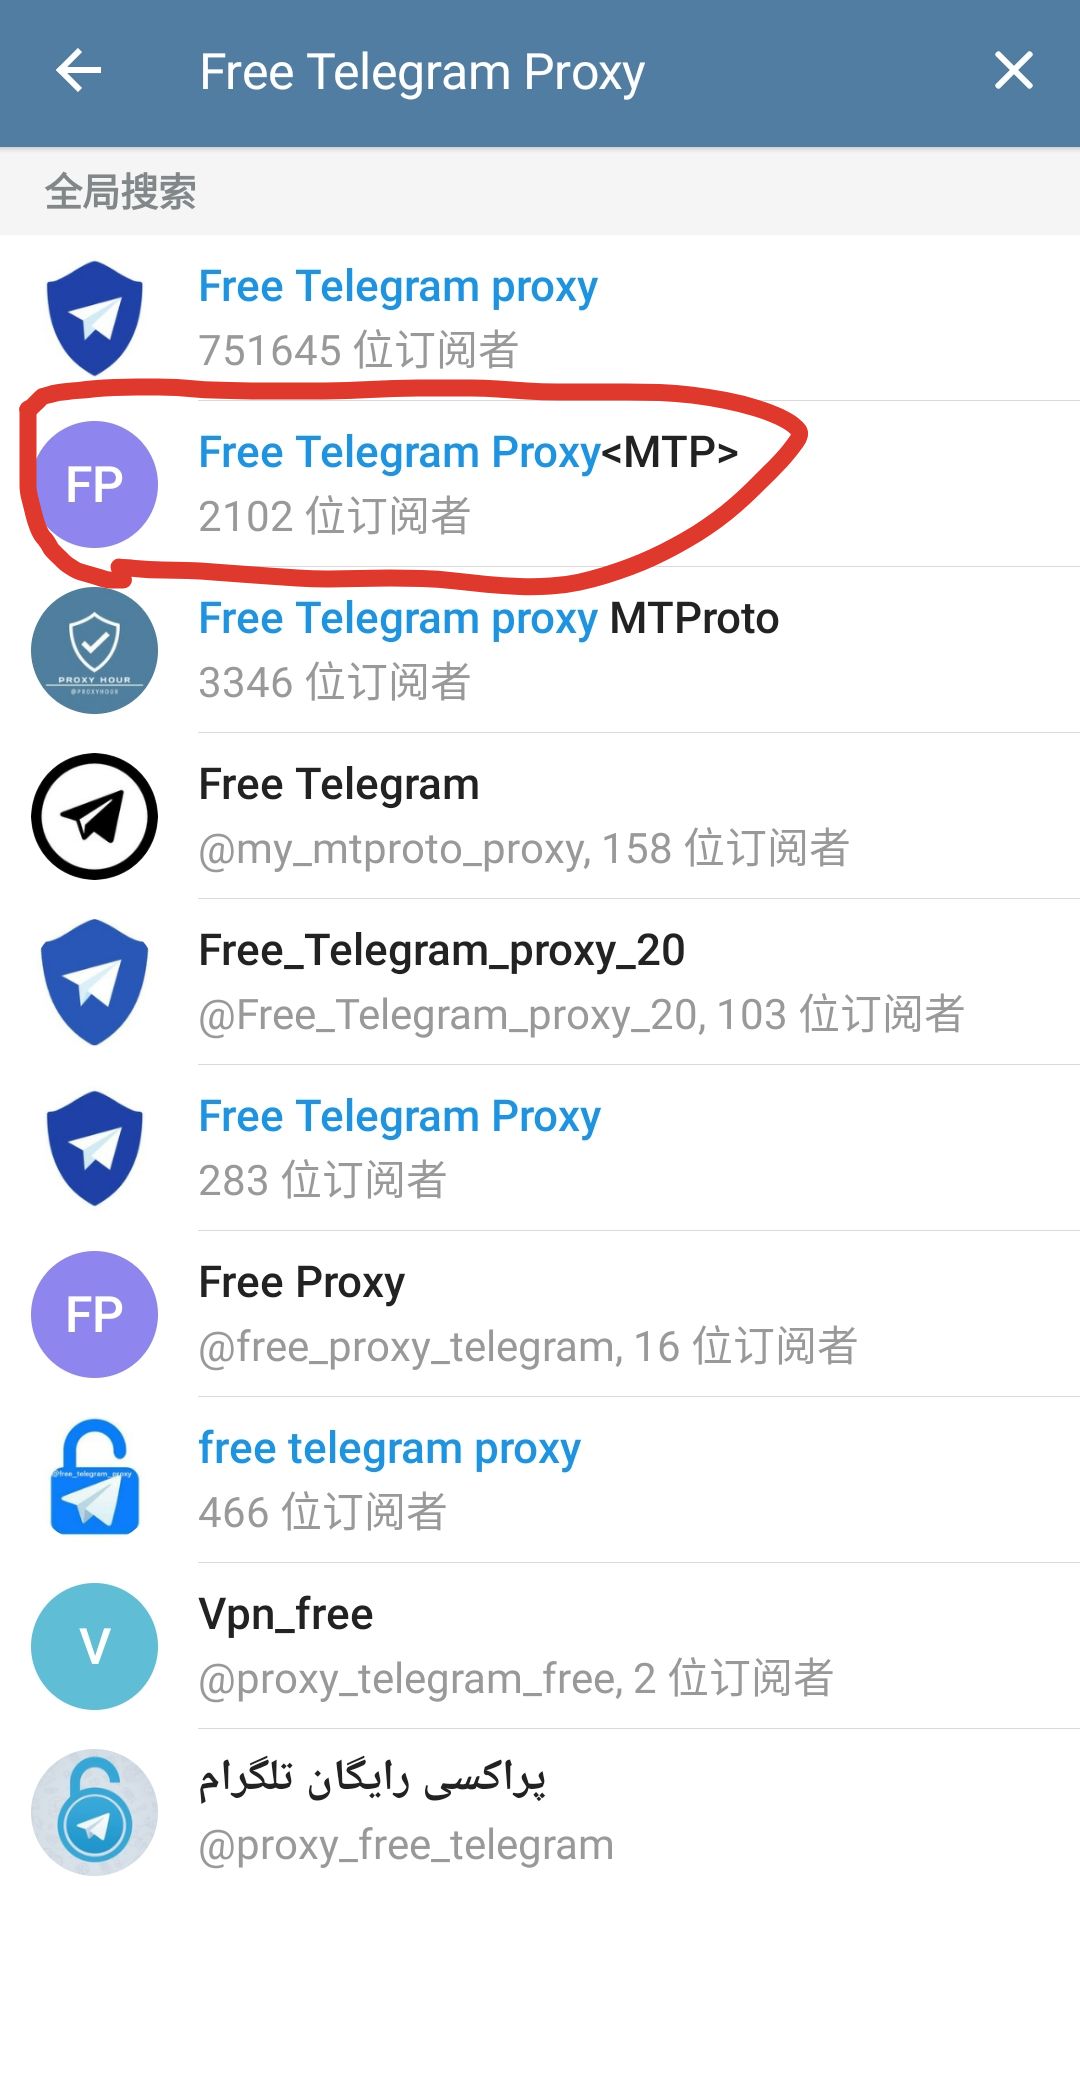 Free Telegram Proxy
全局搜索
Free Telegram proxy
751645 位订阅者
FP
Free Telegram Proxy<MTP>
2102 位订阅者
Free Telegram proxy MTProto
PROXY HOUR
@PROXYHOUR
3346 位订阅者
Free Telegram
@my_mtproto_proxy, 158 位订阅者
Free_Telegram_proxy_20
@Free_Telegram_proxy_20, 103 位订阅者
Free Telegram Proxy
283 位订阅者
FP
Free Proxy
@free_proxy_telegram, 16 位订阅者
free telegram proxy
@free_telegram_proxy
466 位订阅者
V
Vpn_free
@proxy_telegram_free, 2 位订阅者
پراکسی رایگان تلگرام
@proxy_free_telegram